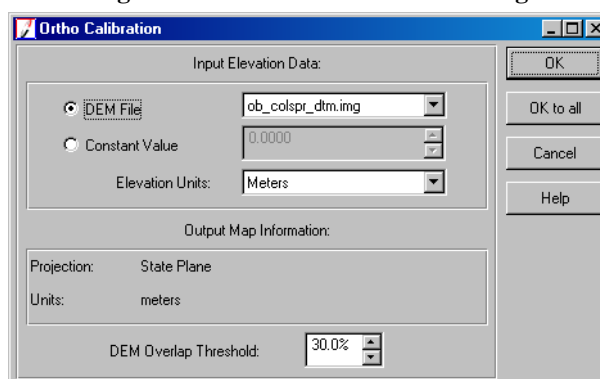 Ortho Calibration
Input Elevation Data:
DEM File
ob_colspr_dtm.img
Constant Value
0.0000
Elevation Units:
Meters
Output Map Information:
Projection:
State Plane
Units:
meters
DEM Overlap Threshold:
30.0%
OK
OK to all
Cancel
Help